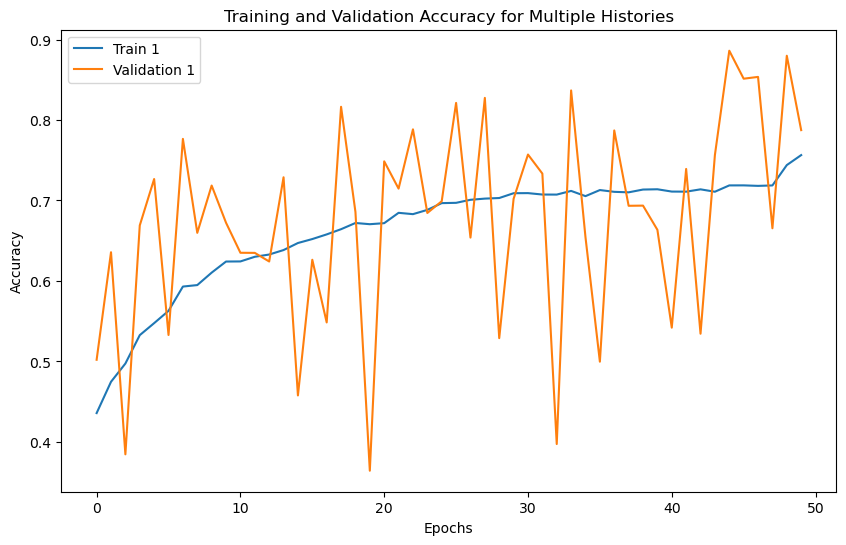 Training and Validation Accuracy for Multiple Histories
Train 1
Validation 1
Accuracy
0.9
0.8
0.7
0.6
0.5
0.4
0
10
20
30
40
50
Epochs